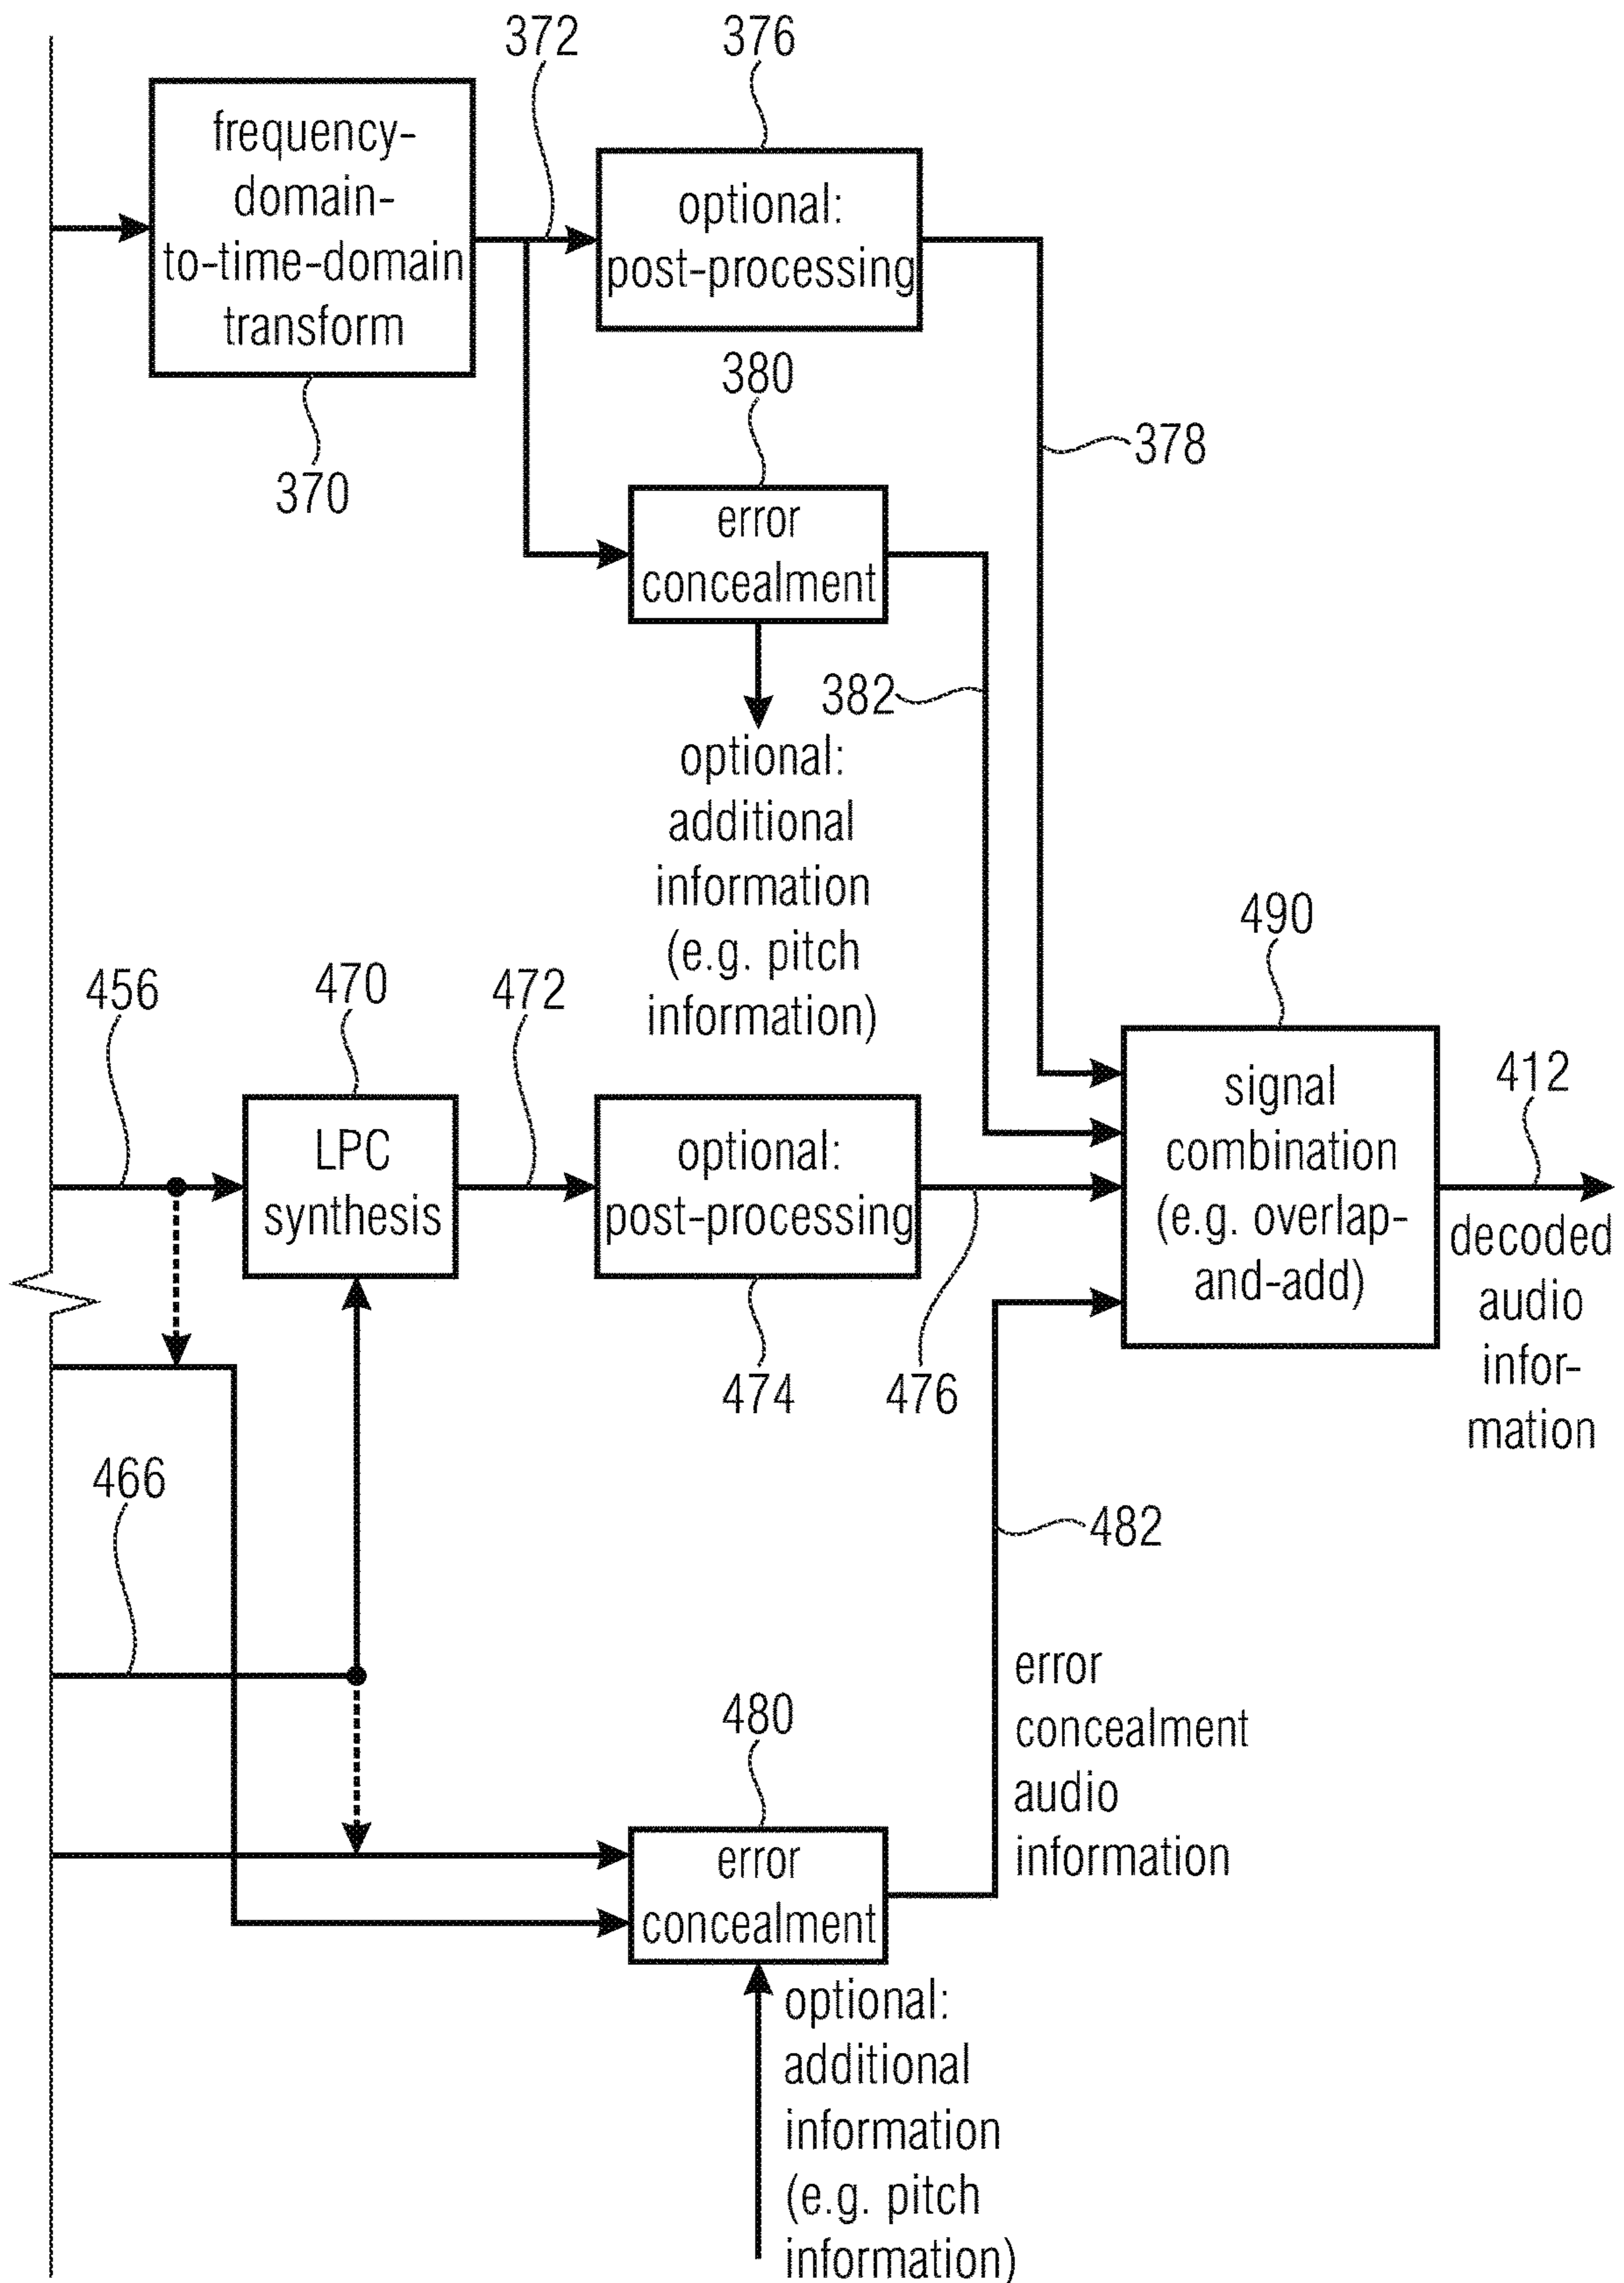 372
376
frequency-
domain-
to-time-domain
transform
370
optional:
post-processing
380
378
error
concealment
382
optional:
additional
information
(e.g. pitch
information)
490
456
470
472
412
LPC
synthesis
optional:
post-processing
signal
combination
(e.g. overlap-
and-add)
decoded
audio
infor-
mation
474
476
466
482
error
concealment
audio
information
480
error
concealment
optional:
additional
information
(e.g. pitch
information)